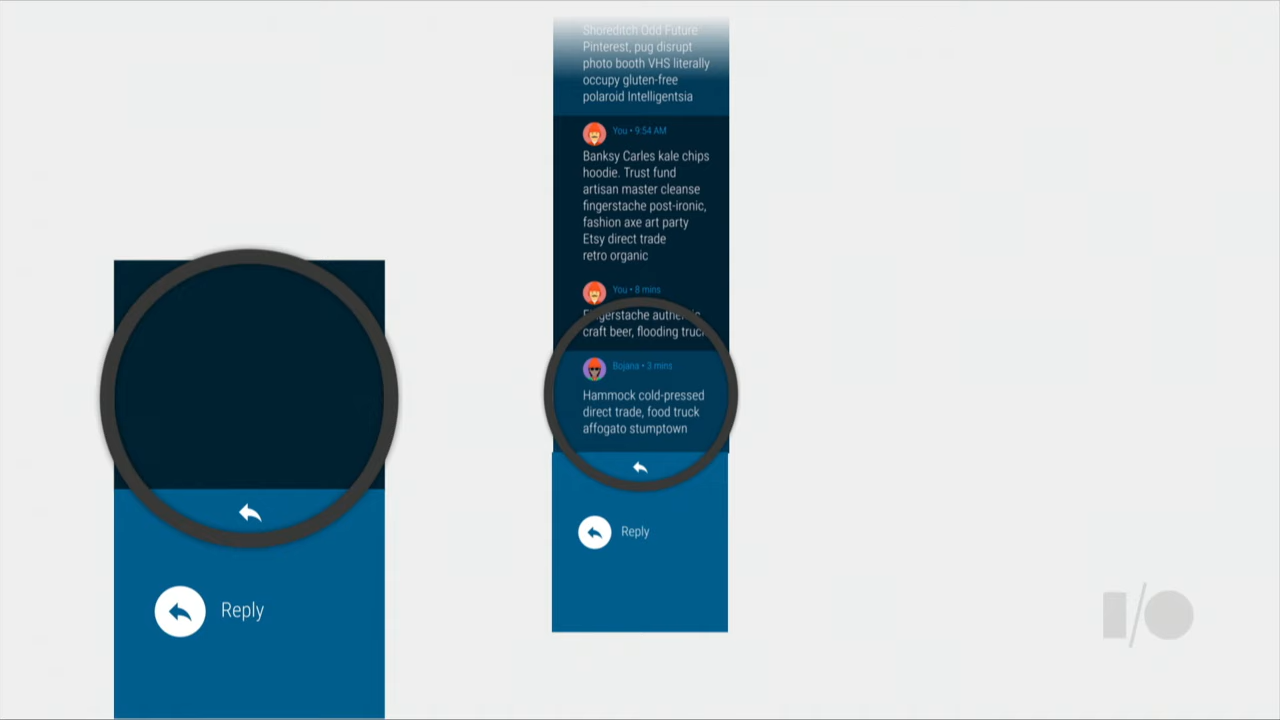 Reply
Shoreditch Odd Future
Pinterest, pug disrupt
photo booth VHS literally
occupy gluten-free
polaroid Intelligentsia
You • 9:54 AM
Banksy Carles kale chips
hoodie. Trust fund
artisan master cleanse
fingerstache post-ironic,
fashion axe art party
Etsy direct trade
retro organic
You • 8 mins
Fingerstache authentic
craft beer, flooding truck
Bojana • 3 mins
Hammock cold-pressed
direct trade, food truck
affogato stumptown
Reply
I/O